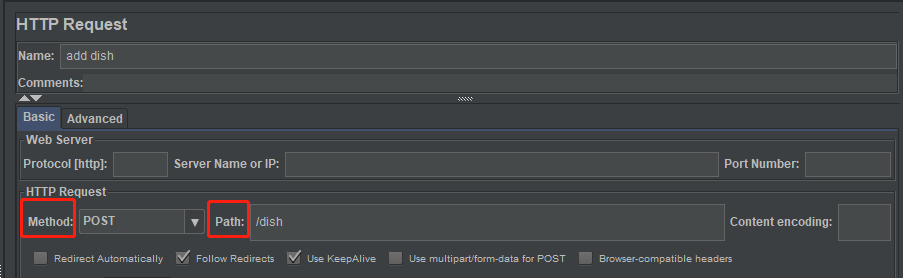 HTTP Request
Name: add dish
Comments:
Basic Advanced
Web Server
Protocol [http]: Server Name or IP: Port Number:
HTTP Request
Method: POST Path: /dish Content encoding:
Redirect Automatically Follow Redirects Use KeepAlive Use multipart/form-data for POST Browser-compatible headers